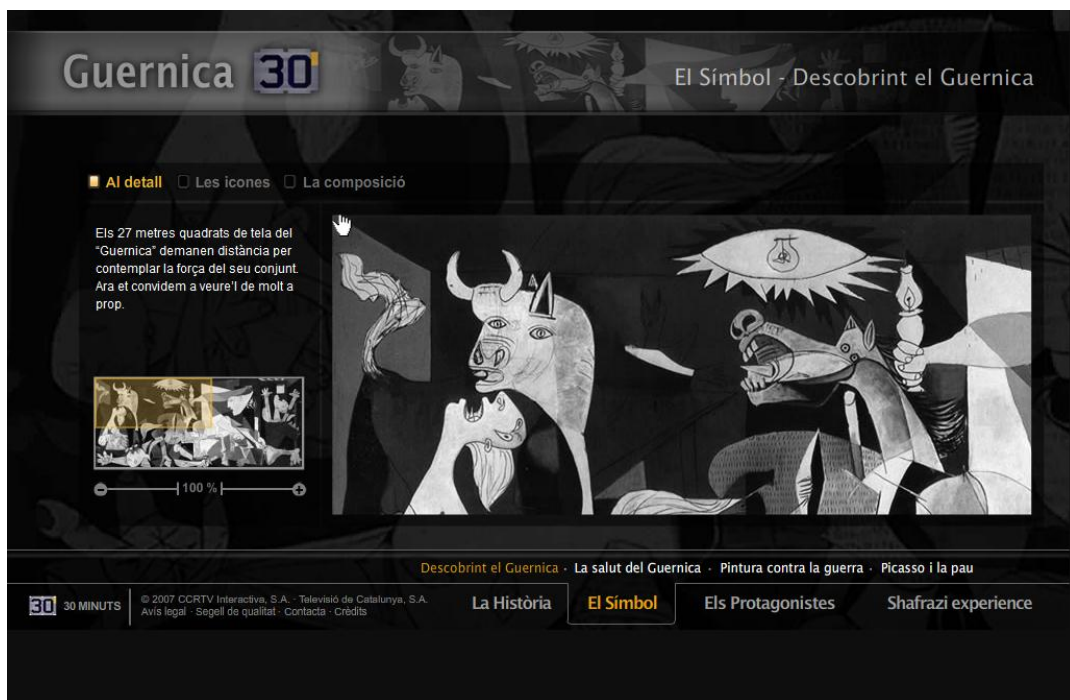 Guernica 30'
El Símbol - Descobrint el Guernica
Al detall Les icones La composició
Els 27 metres quadrats de tela del
“Guernica” demanen distància per
contemplar la força del seu conjunt.
Ara et convidem a veure'l de molt a
prop.
100 %
Descobrint el Guernica - La salut del Guernica - Pintura contra la guerra - Picasso i la pau
30' 30 MINUTS
© 2007 CCRTV Interactiva, S.A. · Televisió de Catalunya, S.A.
Avís legal · Segell de qualitat · Contacta · Crèdits
La Història El Símbol Els Protagonistes Shafrazi experience